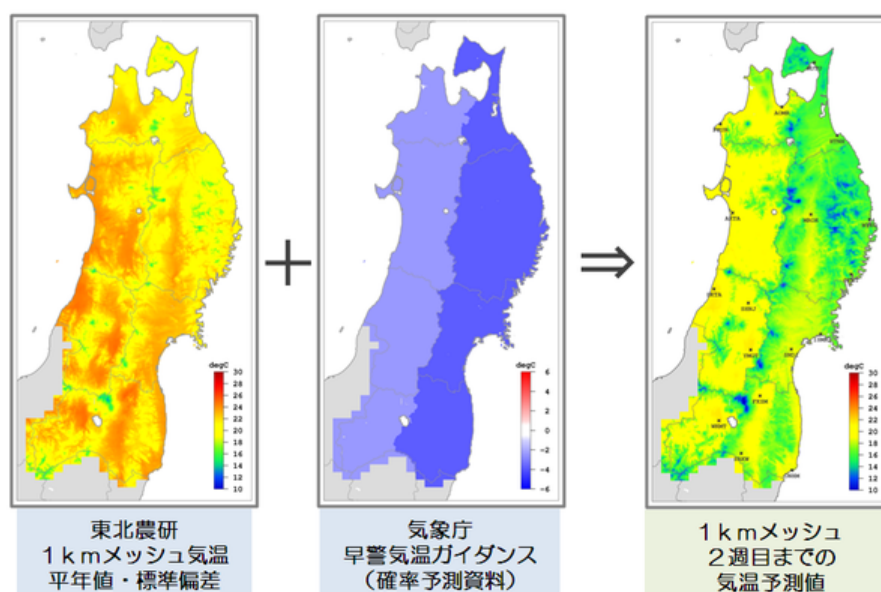 degC
30
28
26
24
22
20
18
16
14
12
10
＋
degC
6
4
2
0
-2
-4
-6
⇒
degC
30
28
26
24
22
20
18
16
14
12
10
東北農研
１ｋｍメッシュ気温
平年値・標準偏差
気象庁
早警気温ガイダンス
（確率予測資料）
１ｋｍメッシュ
２週目までの
気温予測値